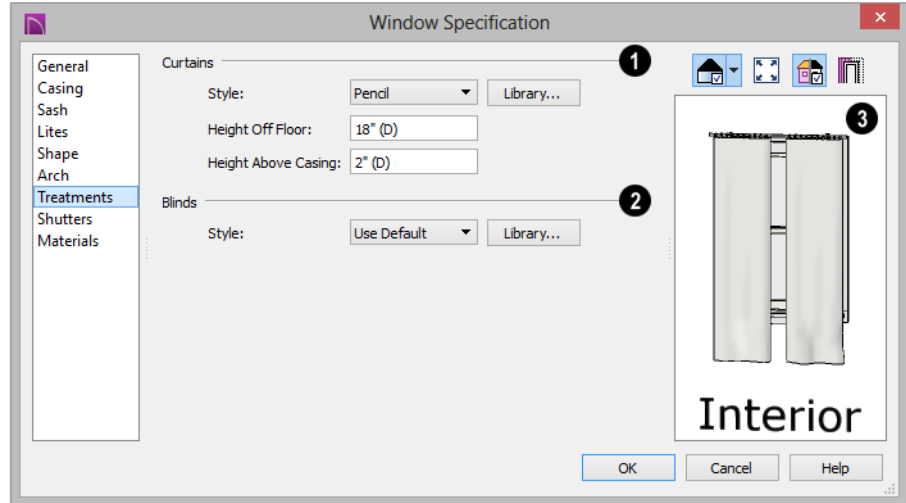 Window Specification
×
General
Casing
Sash
Lites
Shape
Arch
Treatments
Shutters
Materials
Curtains
1
Style:
Pencil
Library...
Height Off Floor:
18" (D)
Height Above Casing:
2" (D)
Blinds
2
Style:
Use Default
Library...
3
Interior
OK
Cancel
Help